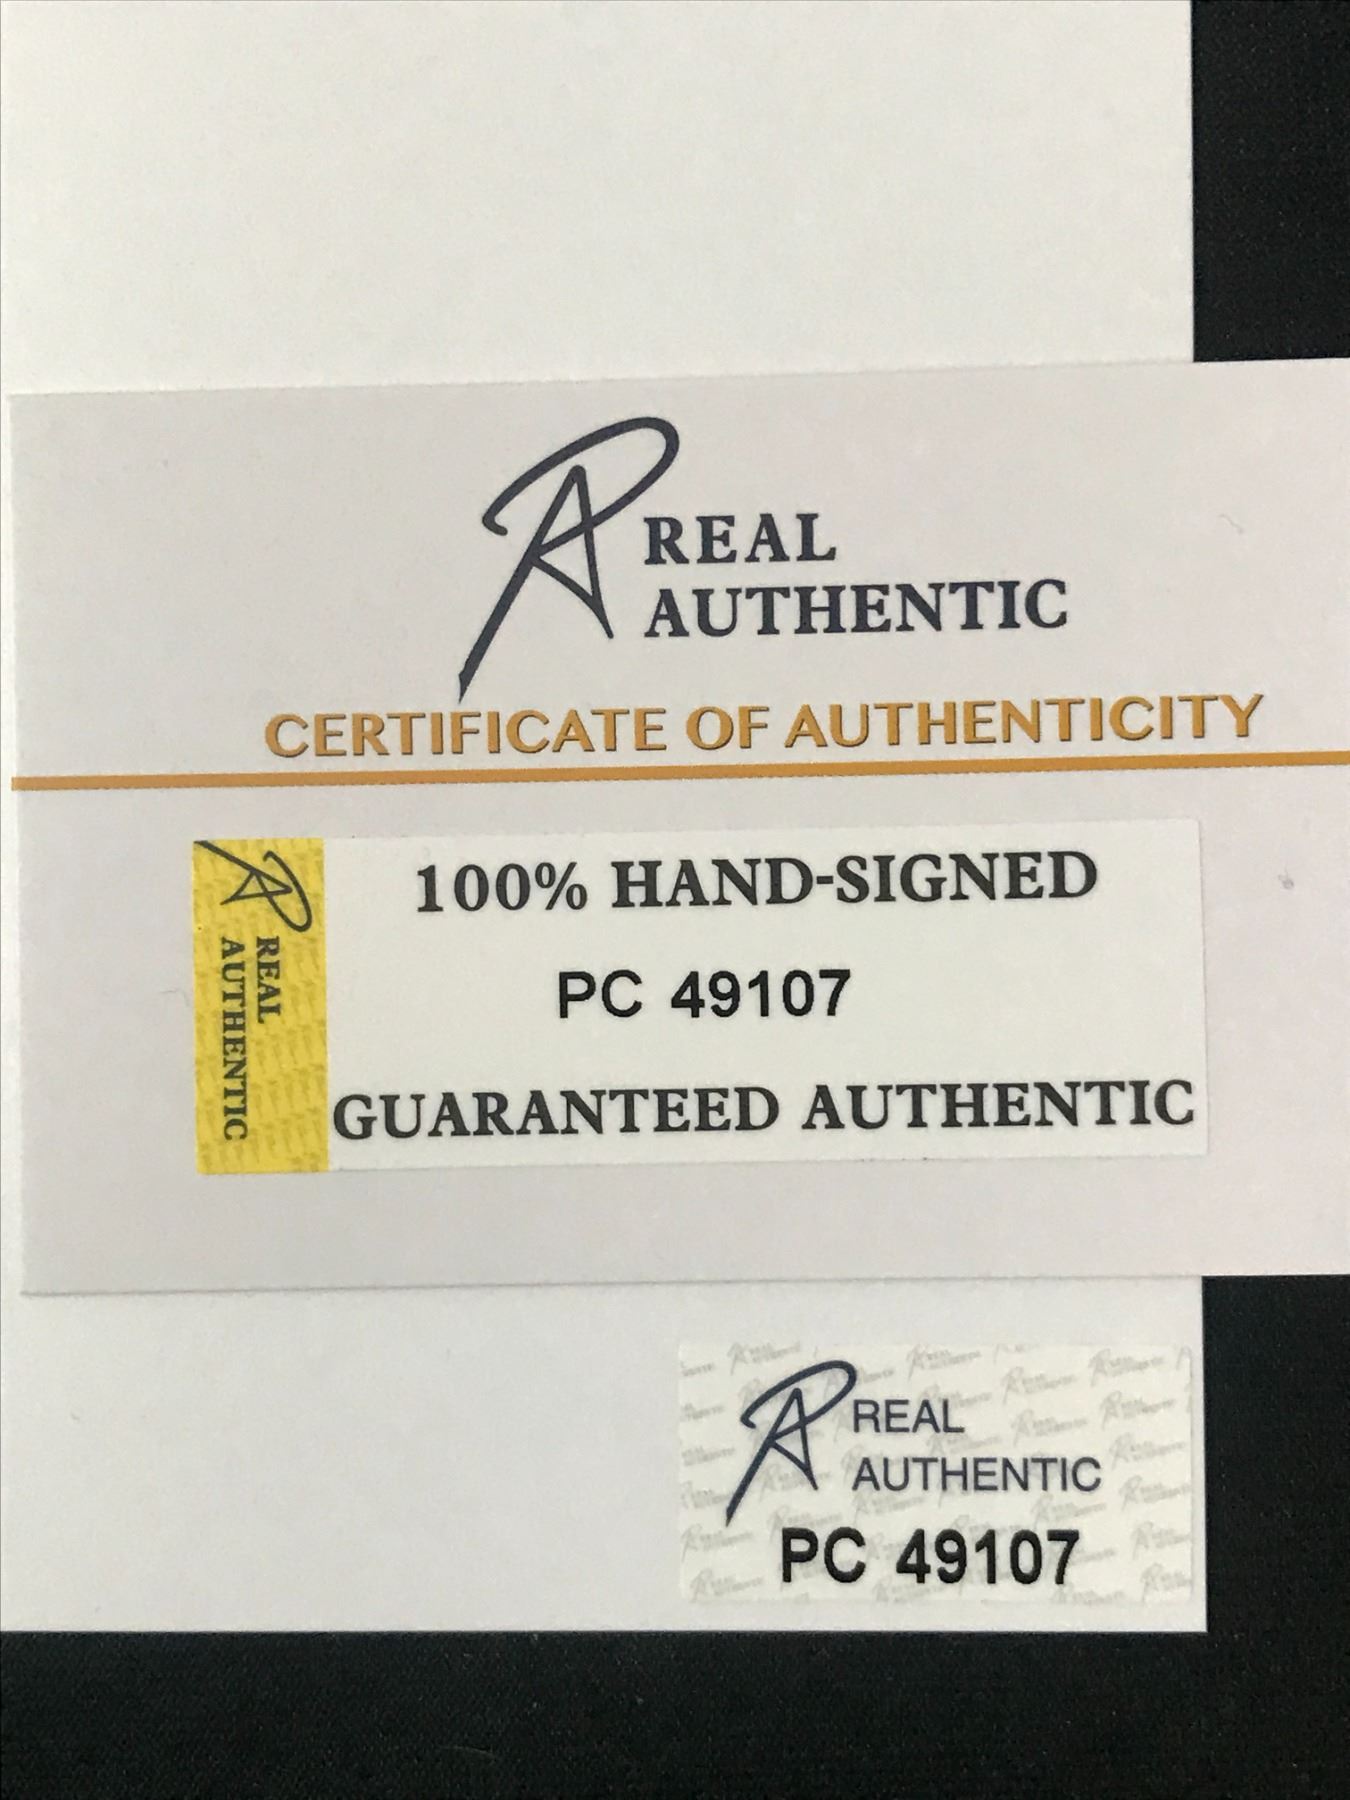 REAL
AUTHENTIC
CERTIFICATE OF AUTHENTICITY
REAL
AUTHENTIC
100% HAND-SIGNED
PC 49107
GUARANTEED AUTHENTIC
REAL
AUTHENTIC
PC 49107